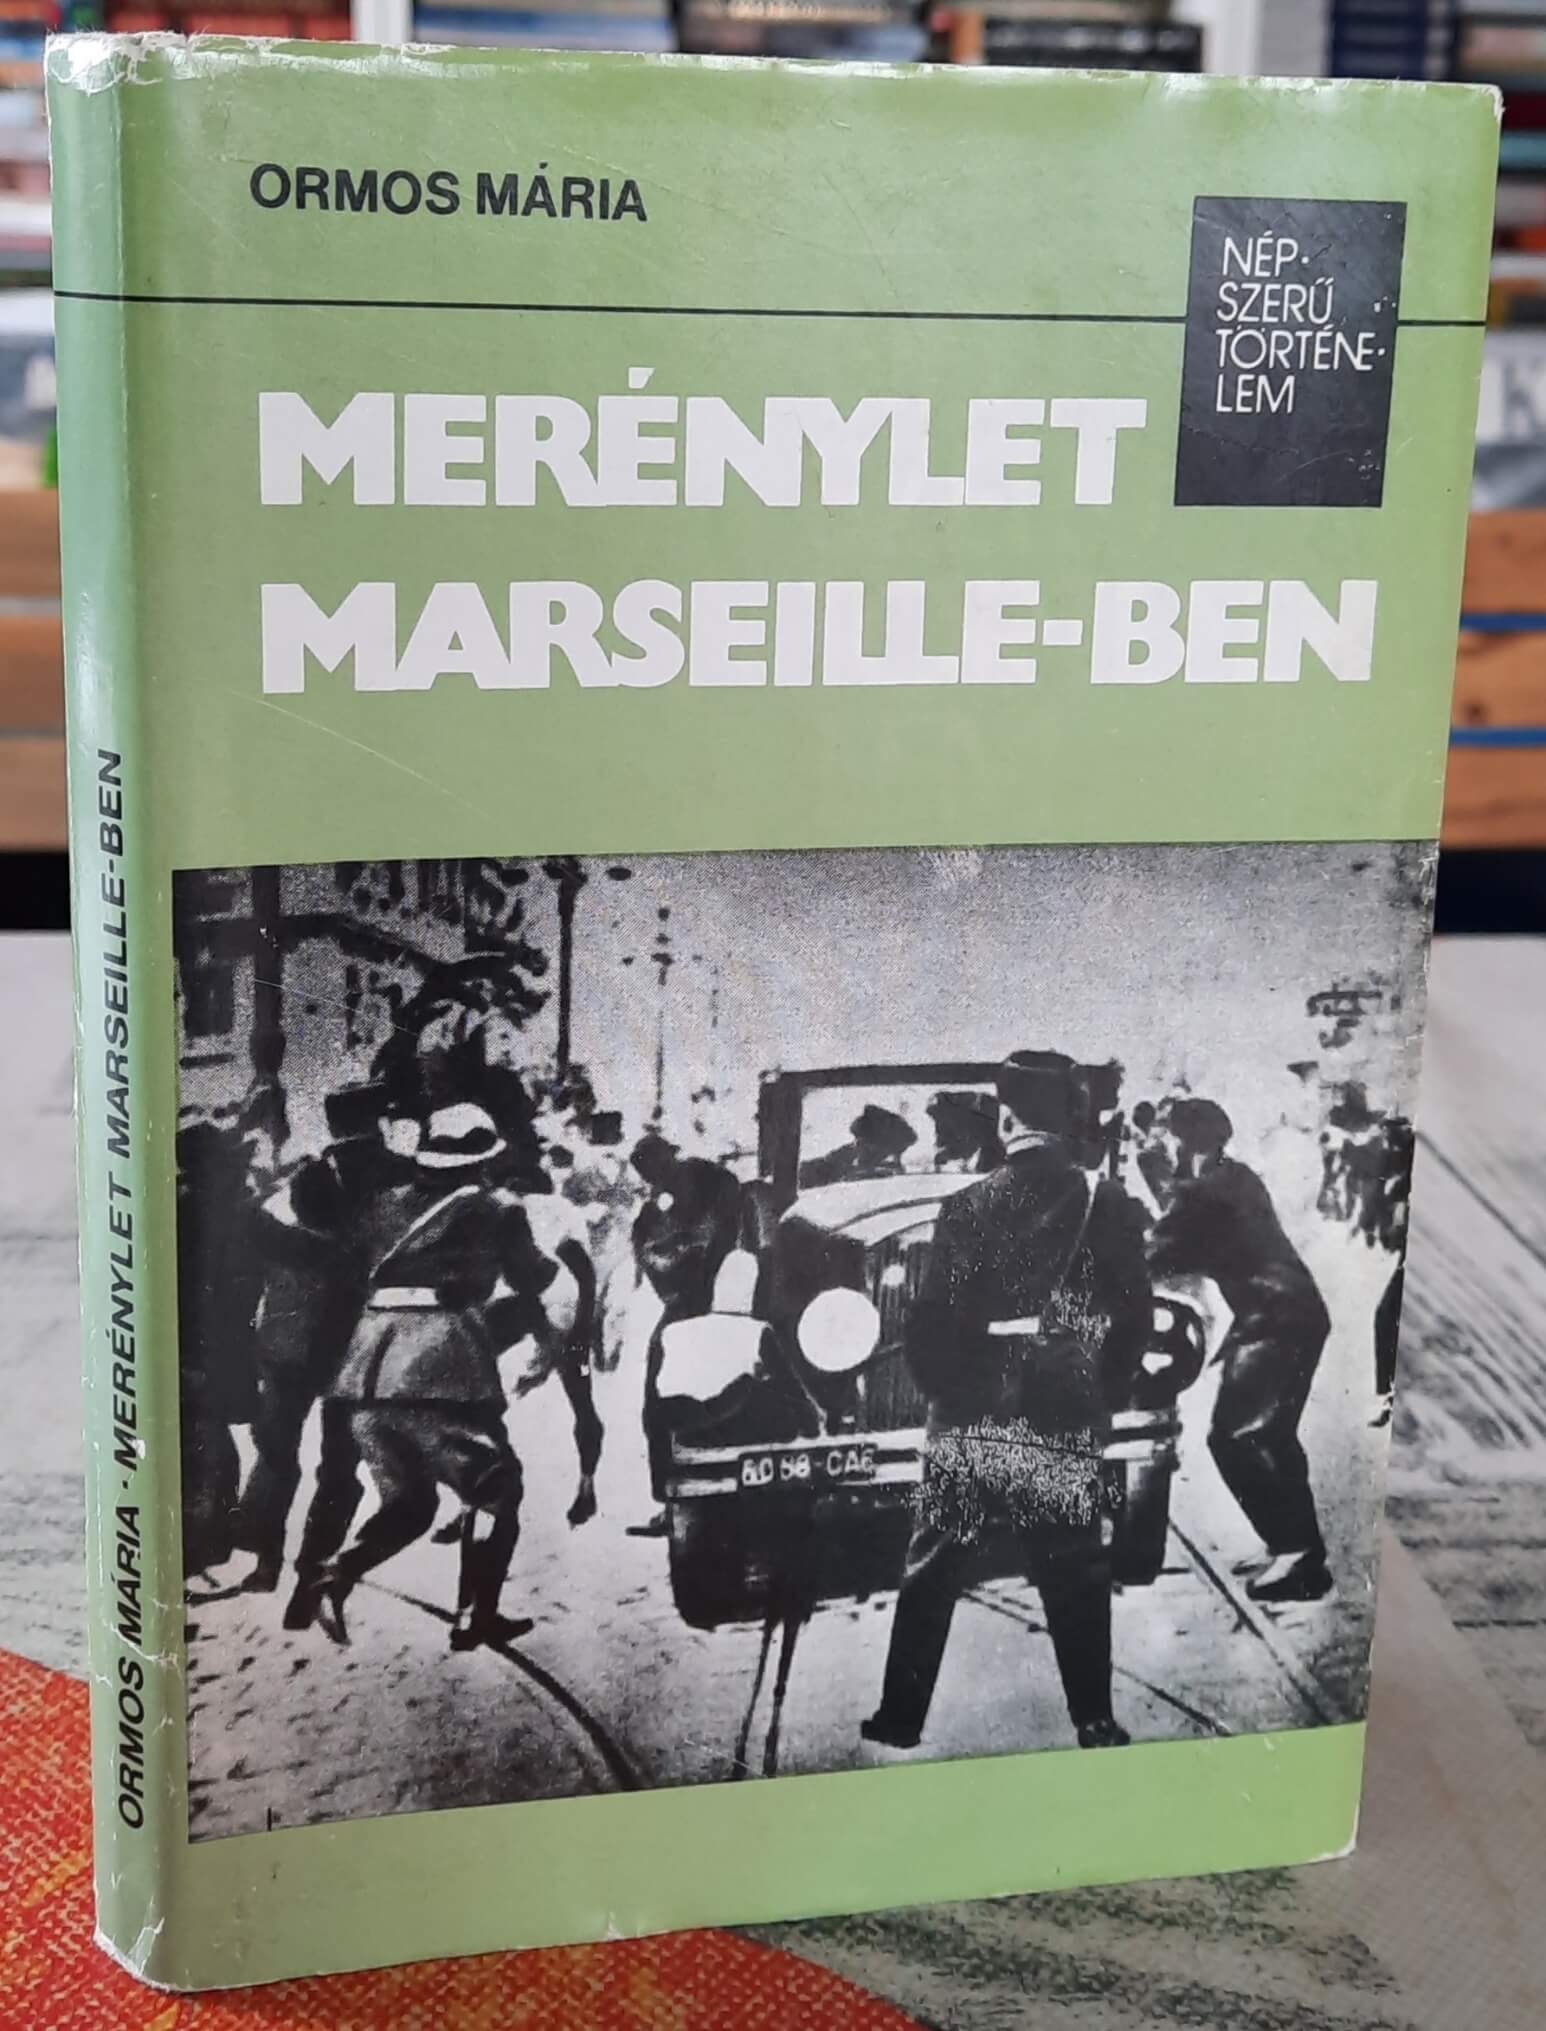 ORMOS MÁRIA
NÉP-
SZERŰ
TÖRTÉNE-
LEM
MERÉNYLET
MARSEILLE-BEN
ORMOS MÁRIA · MERÉNYLET MARSEILLE-BEN